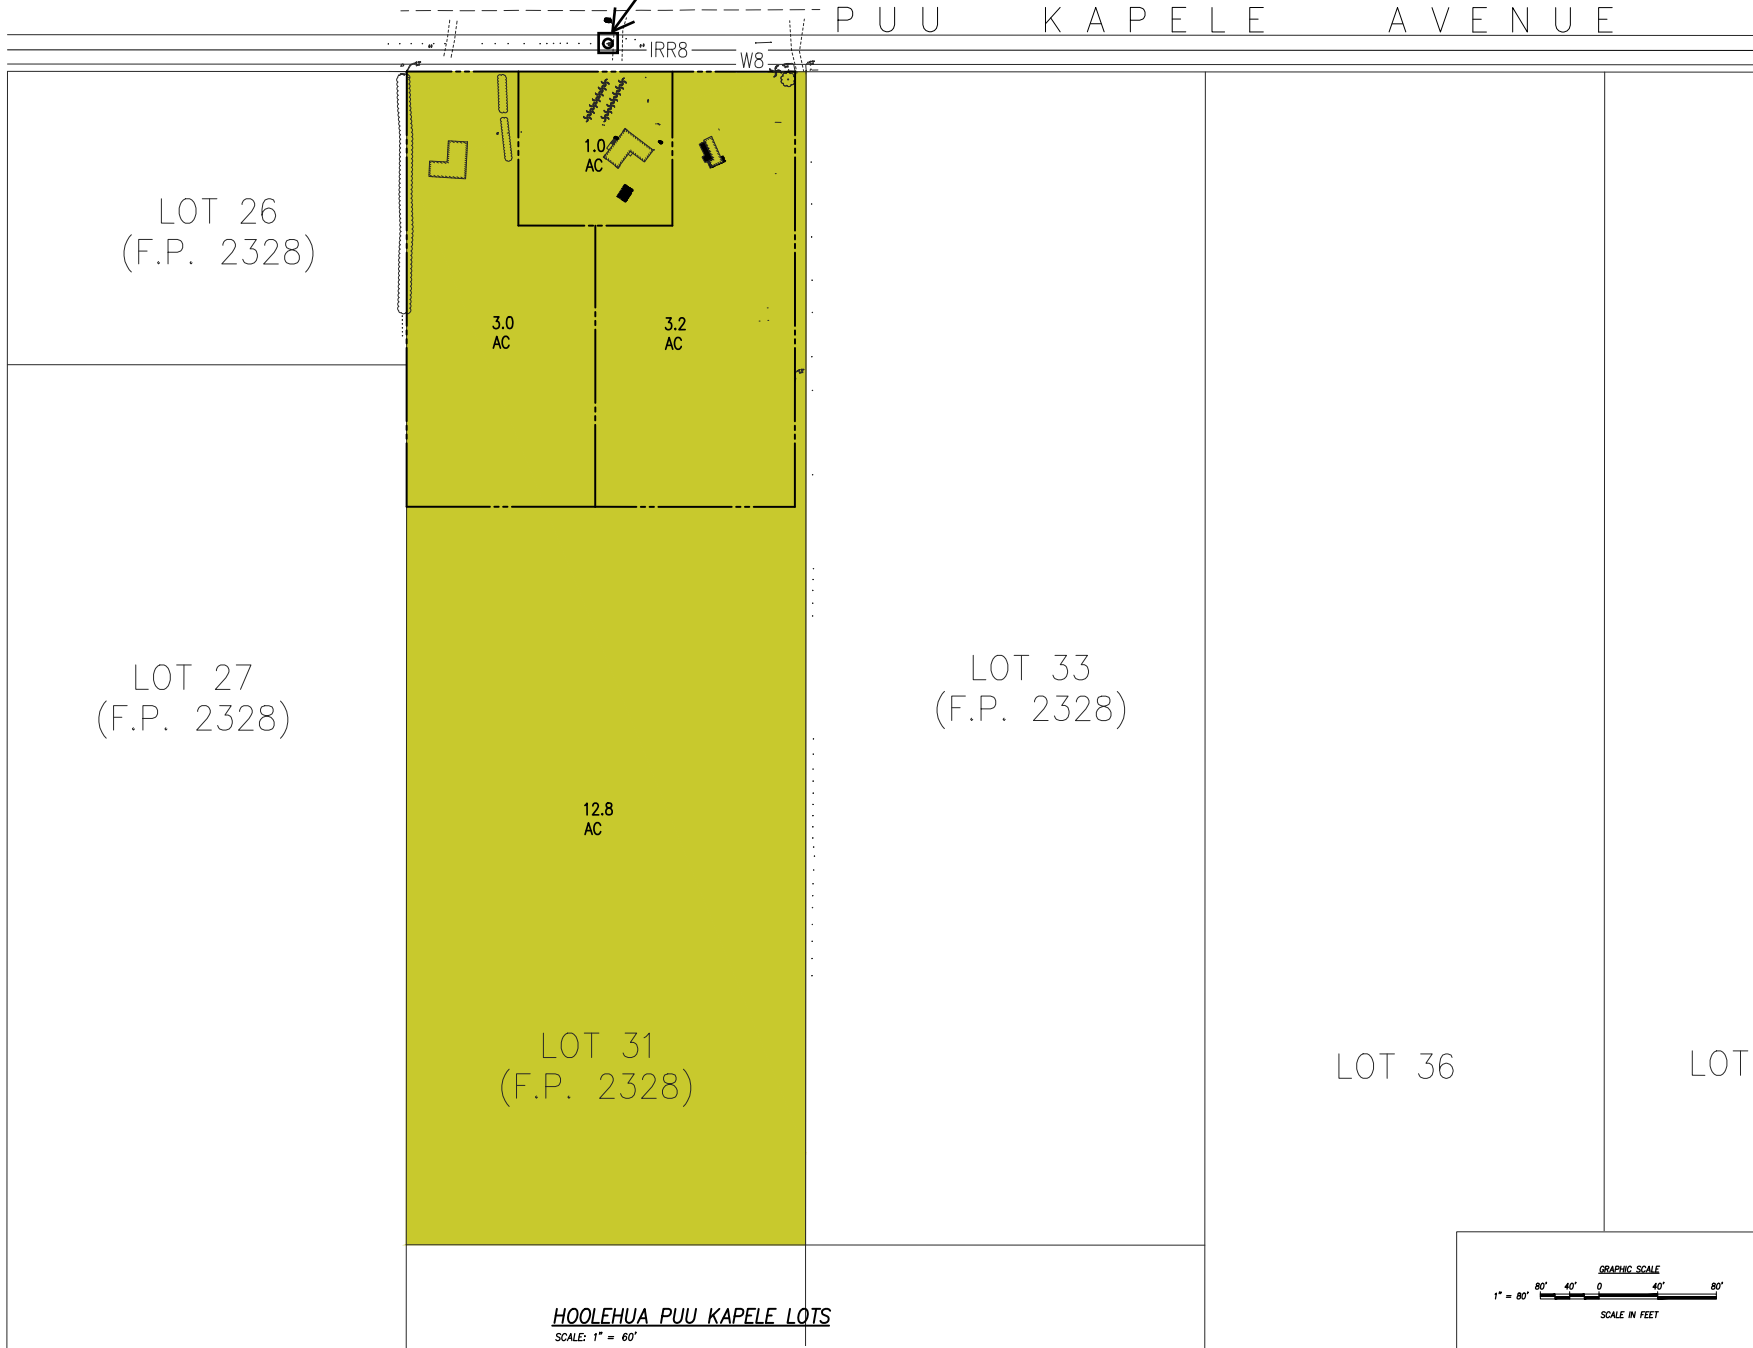 PUU KAPELE AVENUE
IRR8
W8
1.0
AC
LOT 26
(F.P. 2328)
3.0
AC
3.2
AC
LOT 27
(F.P. 2328)
LOT 33
(F.P. 2328)
12.8
AC
LOT 31
(F.P. 2328)
LOT 36
LOT
HOOLEHUA PUU KAPELE LOTS
SCALE: 1" = 60'
GRAPHIC SCALE
80' 40' 0 40' 80'
1" = 80'
SCALE IN FEET